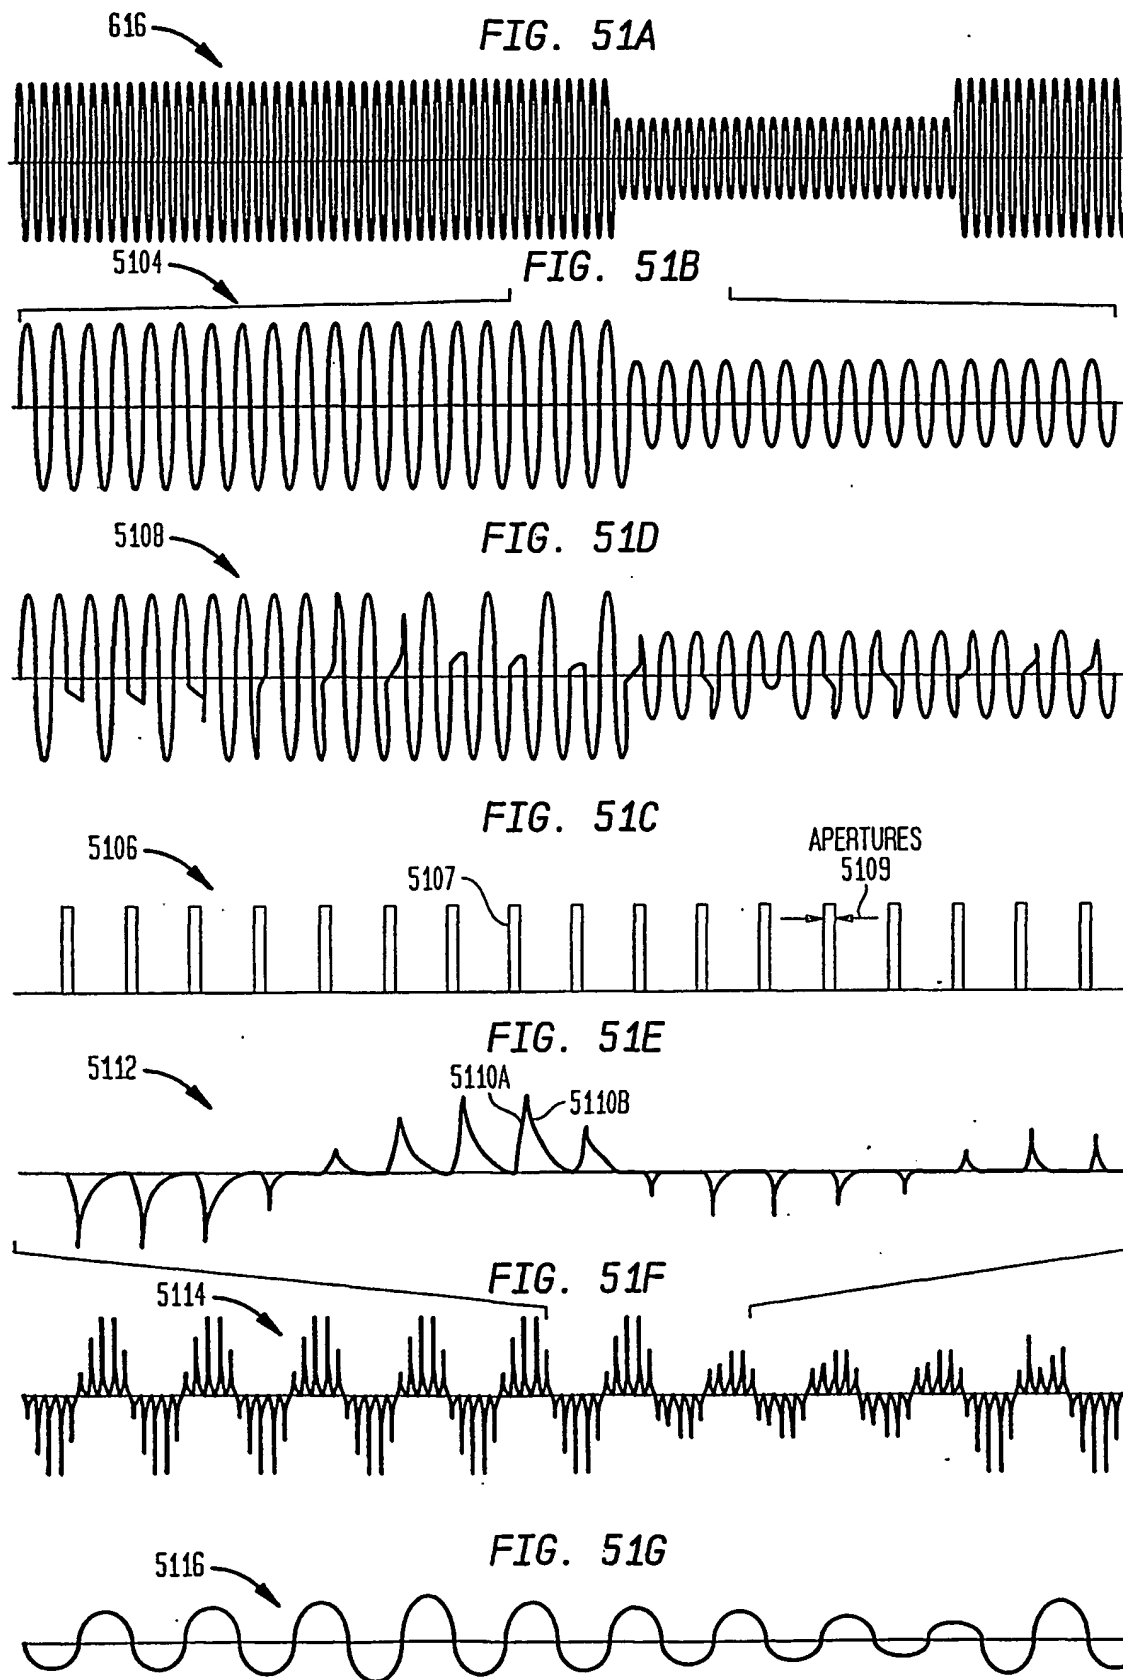 616
FIG. 51A
5104
FIG. 51B
5108
FIG. 51D
FIG. 51C
5106
5107
APERTURES
5109
FIG. 51E
5112
5110A
5110B
FIG. 51F
5114
FIG. 51G
5116